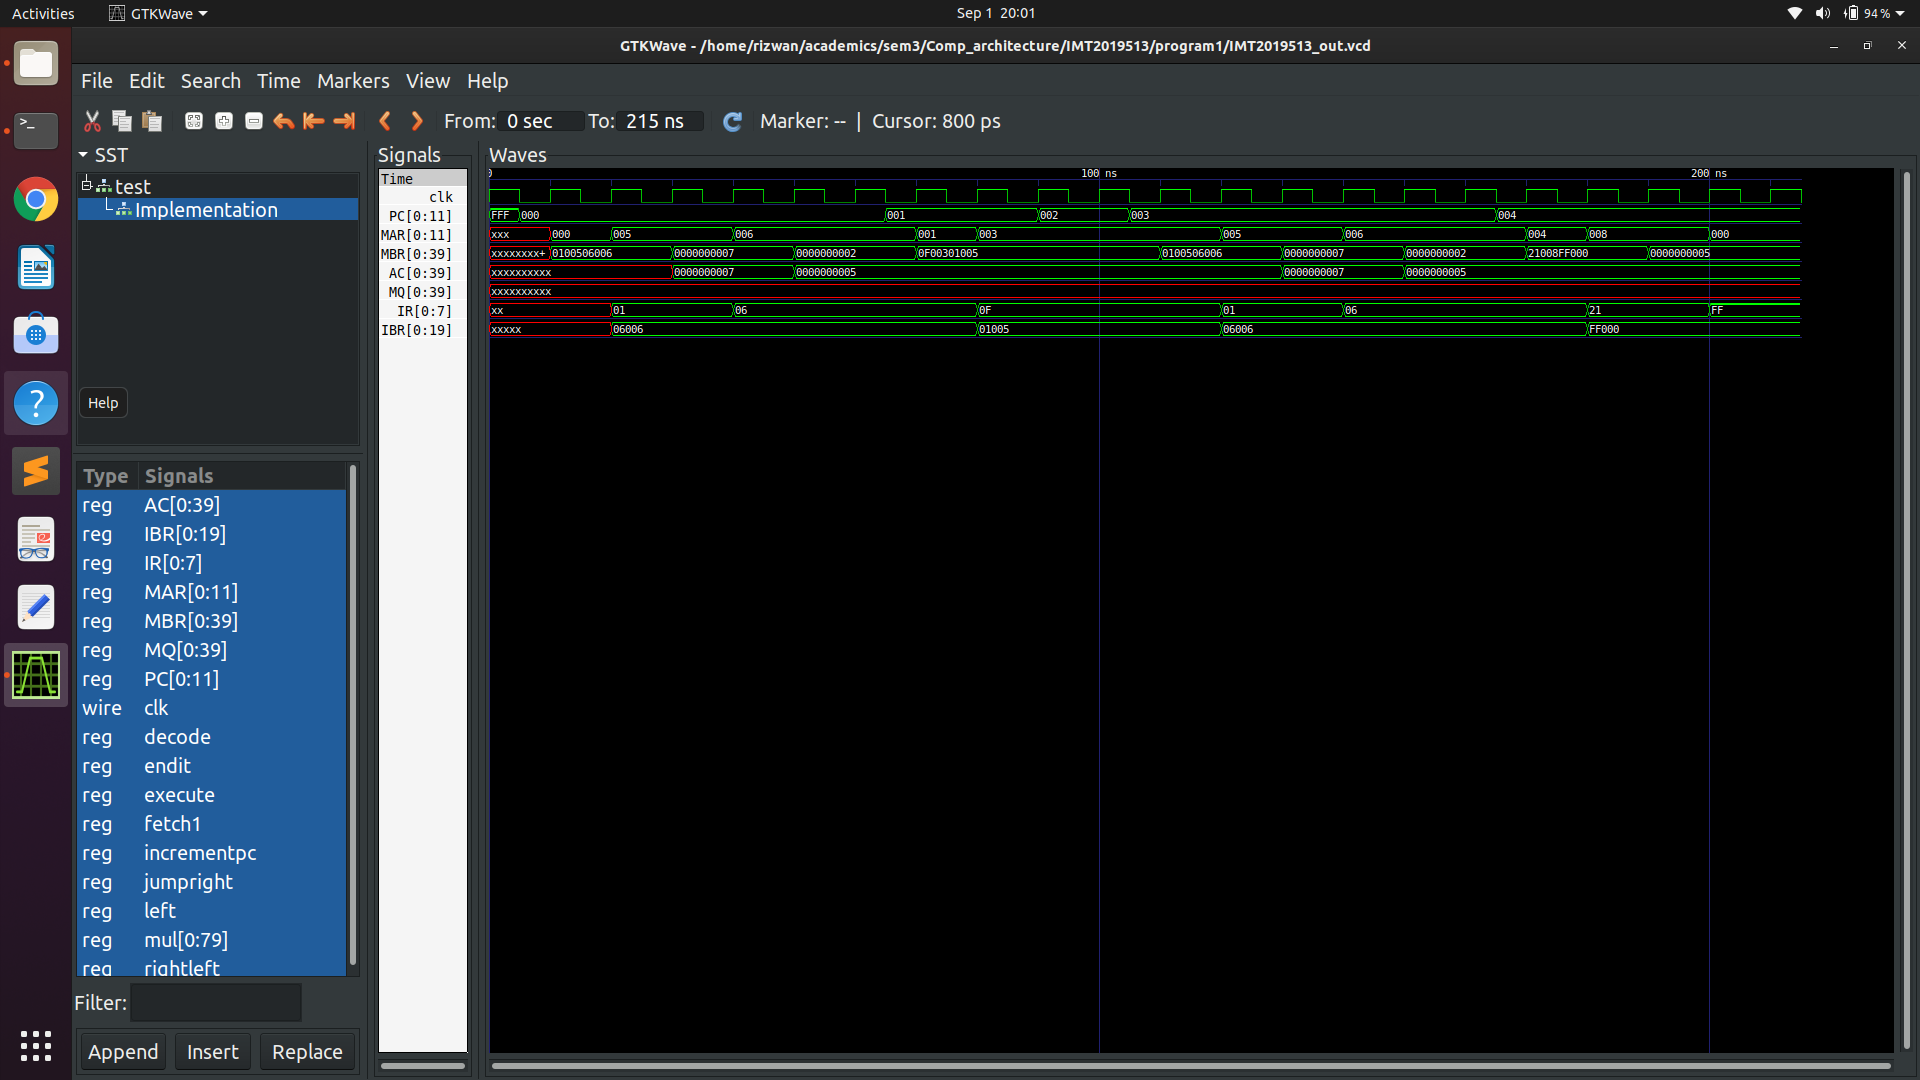 Activities GTKWave Sep 1 20:01 94 %
GTKWave - /home/rizwan/academics/sem3/Comp_architecture/IMT2019513/program1/IMT2019513_out.vcd
File Edit Search Time Markers View Help
From: 0 sec To: 215 ns Marker: -- | Cursor: 800 ps
SST
test
Implementation
Help
Type Signals
reg AC[0:39]
reg IBR[0:19]
reg IR[0:7]
reg MAR[0:11]
reg MBR[0:39]
reg MQ[0:39]
reg PC[0:11]
wire clk
reg decode
reg endit
reg execute
reg fetch1
reg incrementpc
reg jumpright
reg left
reg mul[0:79]
reg rightleft
Filter:
Append Insert Replace
Signals
Time
clk
PC[0:11]
MAR[0:11]
MBR[0:39]
AC[0:39]
MQ[0:39]
IR[0:7]
IBR[0:19]
Waves
0 100 ns 200 ns
FFF 000 001 002 003 004
xxx 000 005 006 001 003 005 006 004 008 000
xxxxxxxx+ 0100506006 0000000007 0000000002 0F00301005 0100506006 0000000007 0000000002 21008FF000 0000000005
xxxxxxxxxx 0000000007 0000000005 0000000007 0000000005
xxxxxxxxxx
xx 01 06 0F 01 06 21 FF
xxxxx 06006 01005 06006 FF000